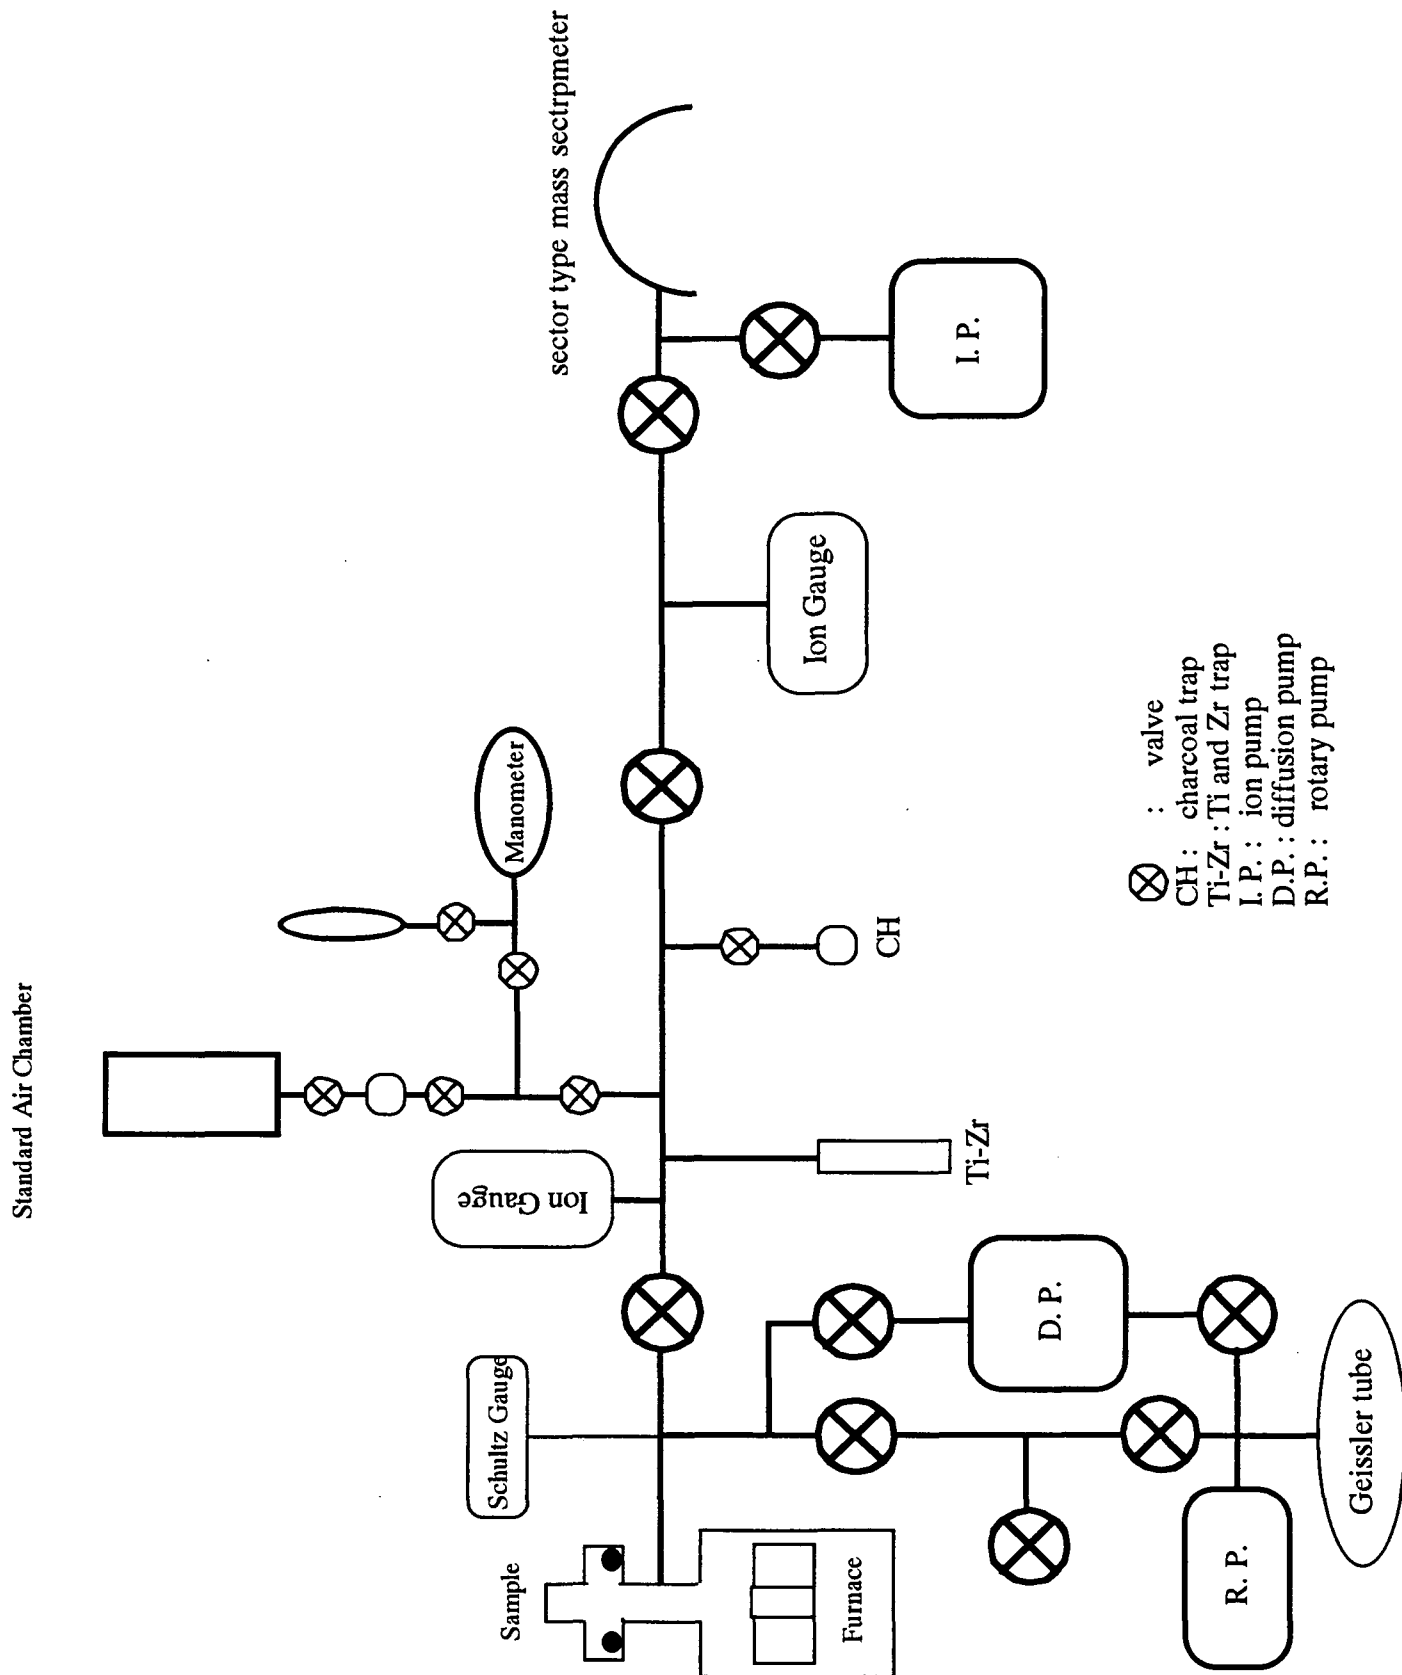 Standard Air Chamber
Manometer
sector type mass sectrpmeter
Ion Gauge
Schultz Gauge
Sample
Furnace
Ti-Zr
CH
Ion Gauge
I. P.
D. P.
R. P.
Geissler tube
: valve
CH : charcoal trap
Ti-Zr : Ti and Zr trap
I. P. : ion pump
D.P. : diffusion pump
R.P. : rotary pump